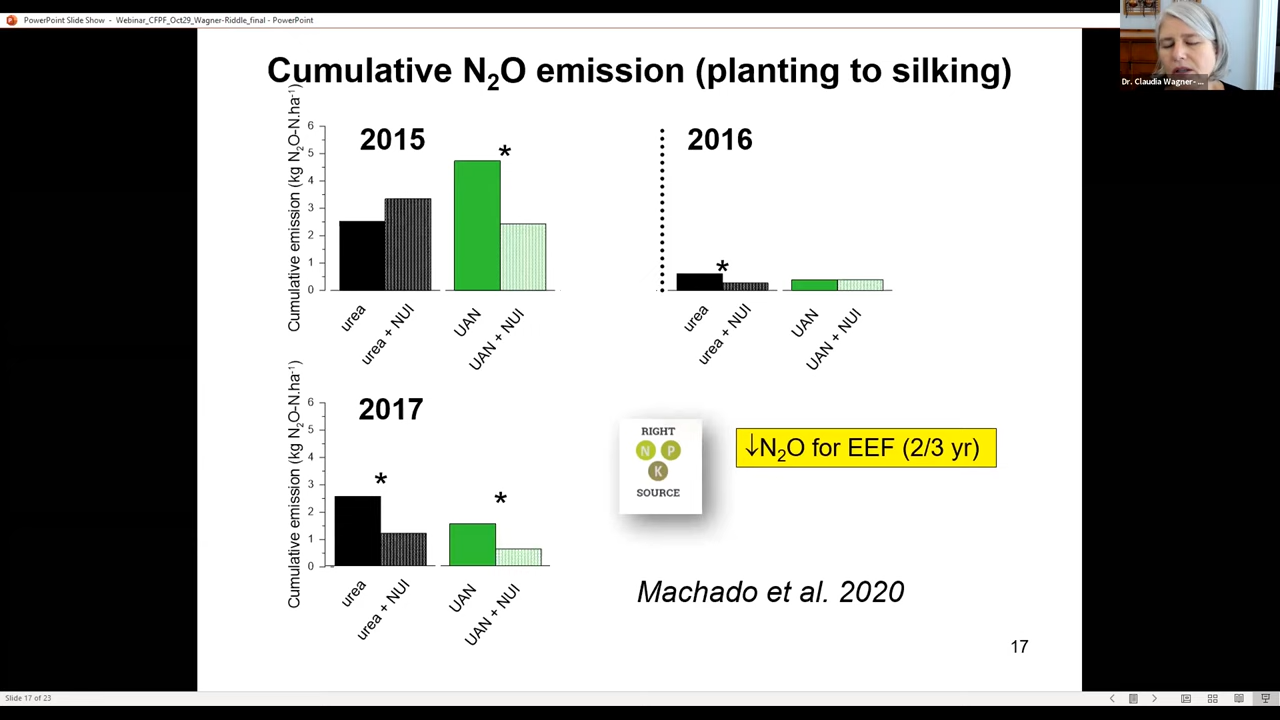 PowerPoint Slide Show - Webinar_CFPF_Oct29_Wagner-Riddle_final - PowerPoint
Dr. Claudia Wagner- ...
Cumulative N₂O emission (planting to silking)
Cumulative emission (kg N₂O-N.ha⁻¹)
6
5
4
3
2
1
0
2015
*
urea
urea + NUI
UAN
UAN + NUI
2016
*
urea
urea + NUI
UAN
UAN + NUI
Cumulative emission (kg N₂O-N.ha⁻¹)
6
5
4
3
2
1
0
2017
*
*
urea
urea + NUI
UAN
UAN + NUI
RIGHT
N P
K
SOURCE
↓N₂O for EEF (2/3 yr)
Machado et al. 2020
17
Slide 17 of 23